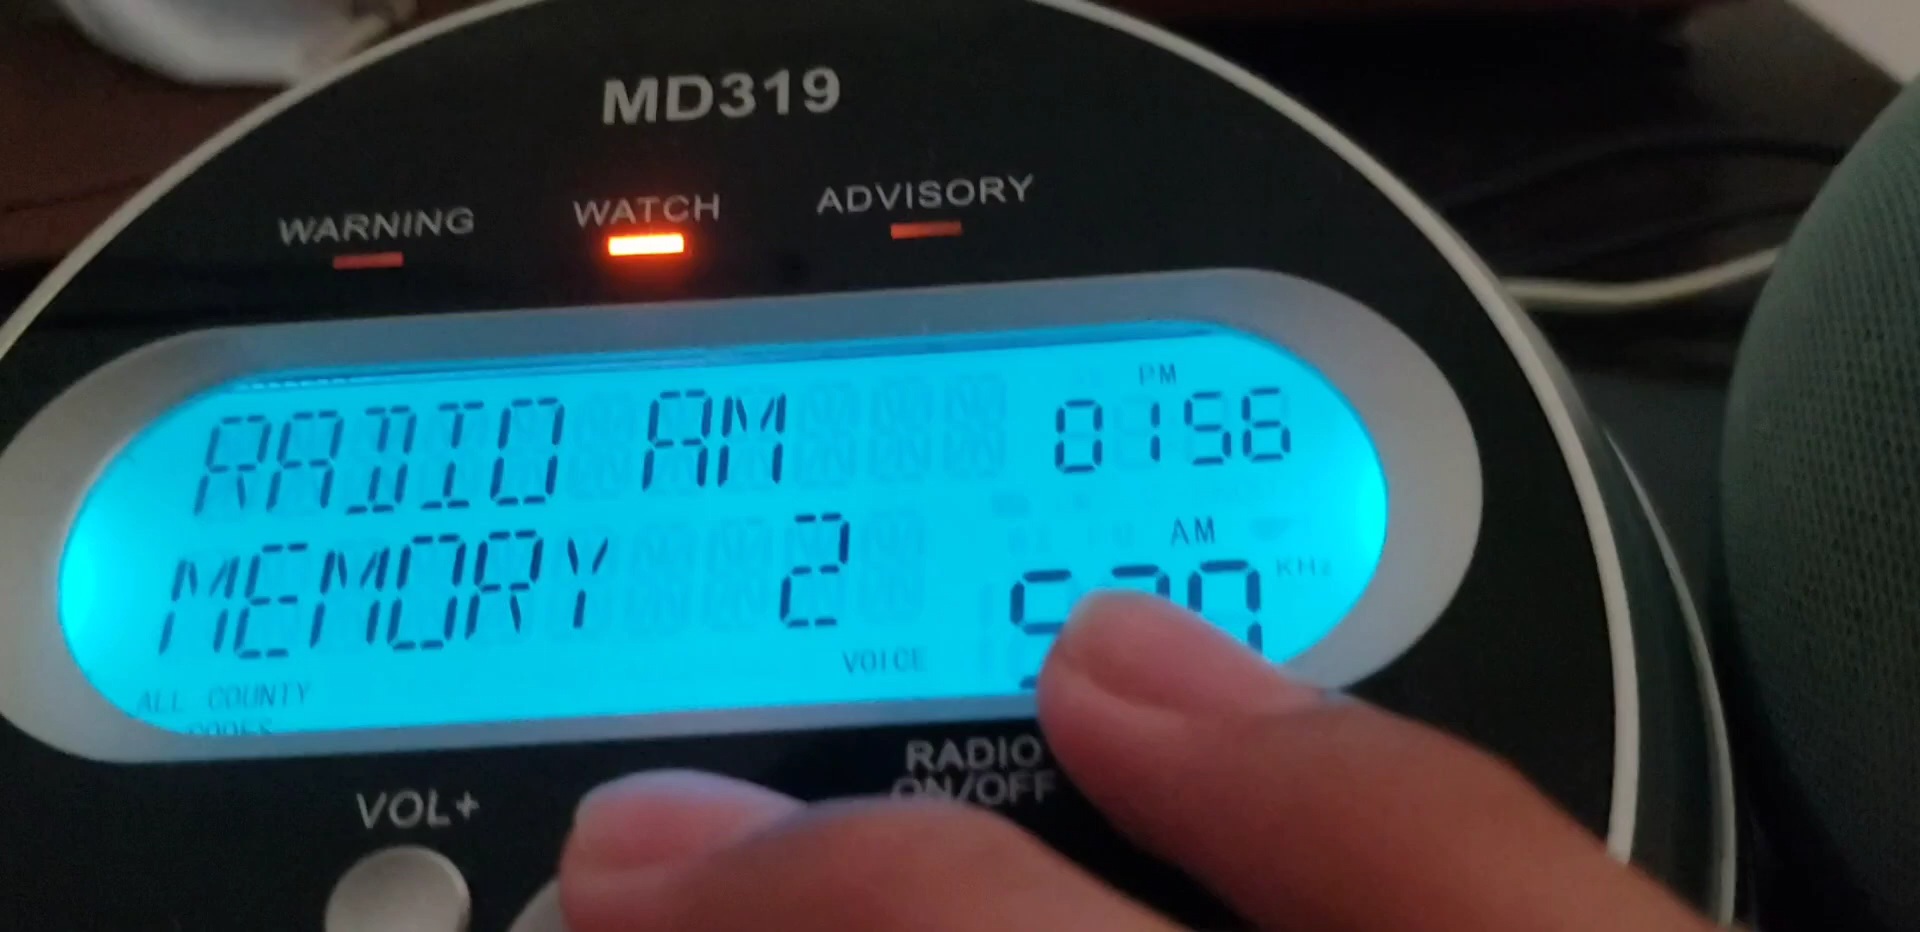 MD319
WARNING WATCH ADVISORY
RADIO AM
PM
0156
MEMORY 2
AM
KHz
VOICE
ALL COUNTY
CODES
VOL+
RADIO
ON/OFF